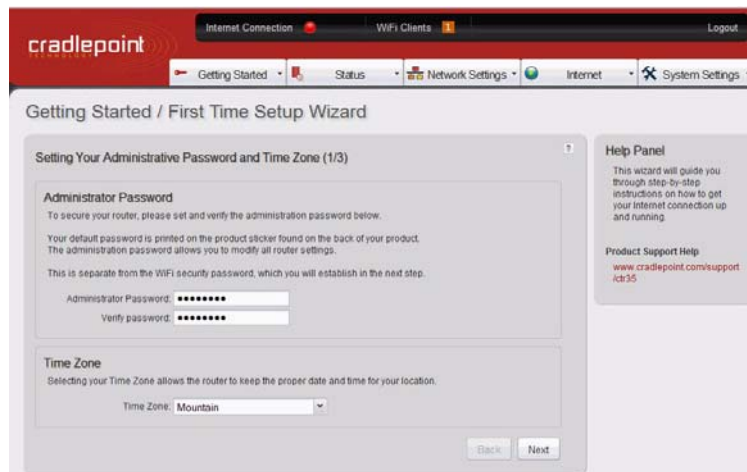 Internet Connection
WiFi Clients 1
Logout
cradlepoint
TECHNOLOGY
Getting Started
Status
Network Settings
Internet
System Settings
Getting Started / First Time Setup Wizard
Setting Your Administrative Password and Time Zone (1/3)
?
Administrator Password
To secure your router, please set and verify the administration password below.
Your default password is printed on the product sticker found on the back of your product.
The administration password allows you to modify all router settings.
This is separate from the WiFi security password, which you will establish in the next step.
Administrator Password: ●●●●●●●●
Verify password: ●●●●●●●●
Time Zone
Selecting your Time Zone allows the router to keep the proper date and time for your location.
Time Zone: Mountain
Back
Next
Help Panel
This wizard will guide you
through step-by-step
instructions on how to get
your Internet connection up
and running.
Product Support Help
www.cradlepoint.com/support
/ctr35